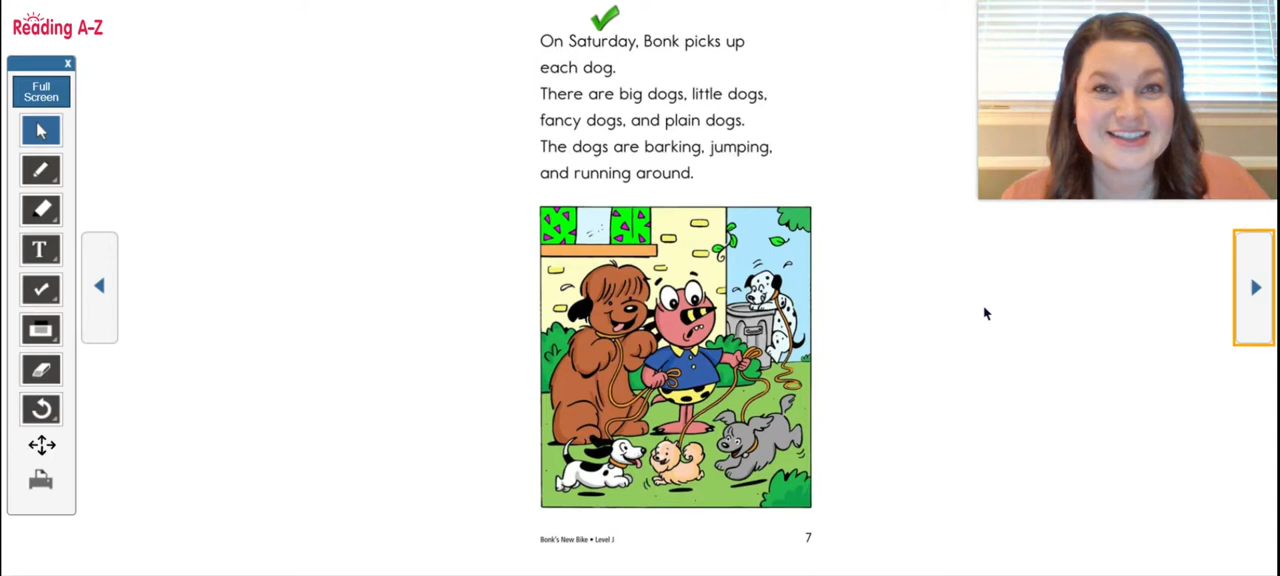 Reading A-Z
x
Full
Screen
T
On Saturday, Bonk picks up
each dog.
There are big dogs, little dogs,
fancy dogs, and plain dogs.
The dogs are barking, jumping,
and running around.
Bonk's New Bike • Level J
7